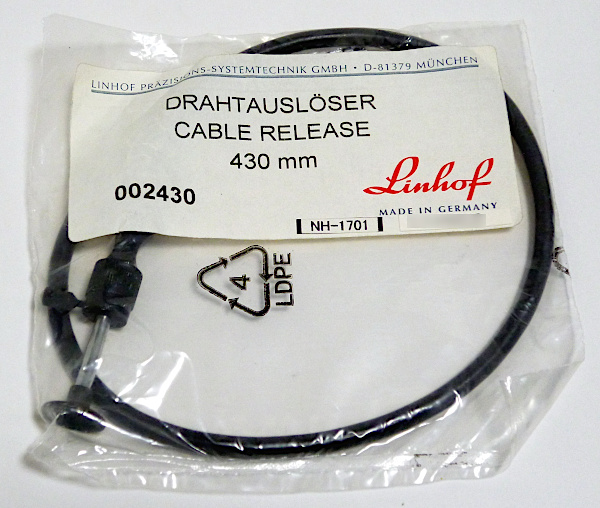 LINHOF PRÄZISIONS-SYSTEMTECHNIK GMBH • D-81379 MÜNCHEN
DRAHTAUSLÖSER
CABLE RELEASE
430 mm
002430
Linhof
MADE IN GERMANY
NH-1701
4
LDPE